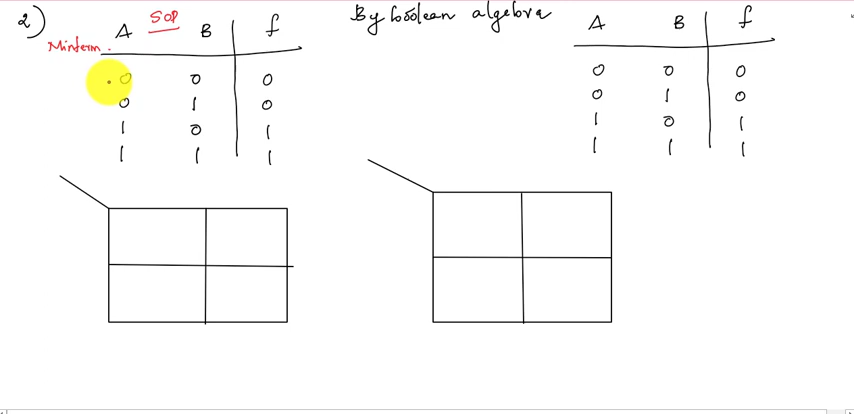 2)
SOP
Minterm.
A B f
0 0 0
0 1 0
1 0 1
1 1 1
By boolean algebra
A B f
0 0 0
0 1 0
1 0 1
1 1 1